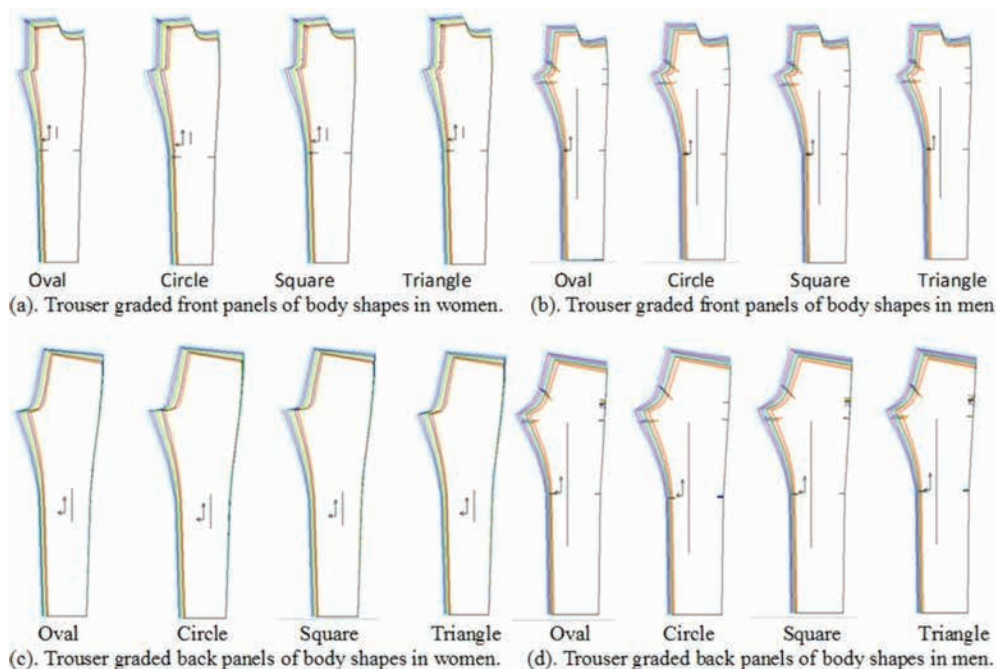 Oval Circle Square Triangle Oval Circle Square Triangle
(a). Trouser graded front panels of body shapes in women. (b). Trouser graded front panels of body shapes in men
Oval Circle Square Triangle Oval Circle Square Triangle
(c). Trouser graded back panels of body shapes in women. (d). Trouser graded back panels of body shapes in men.